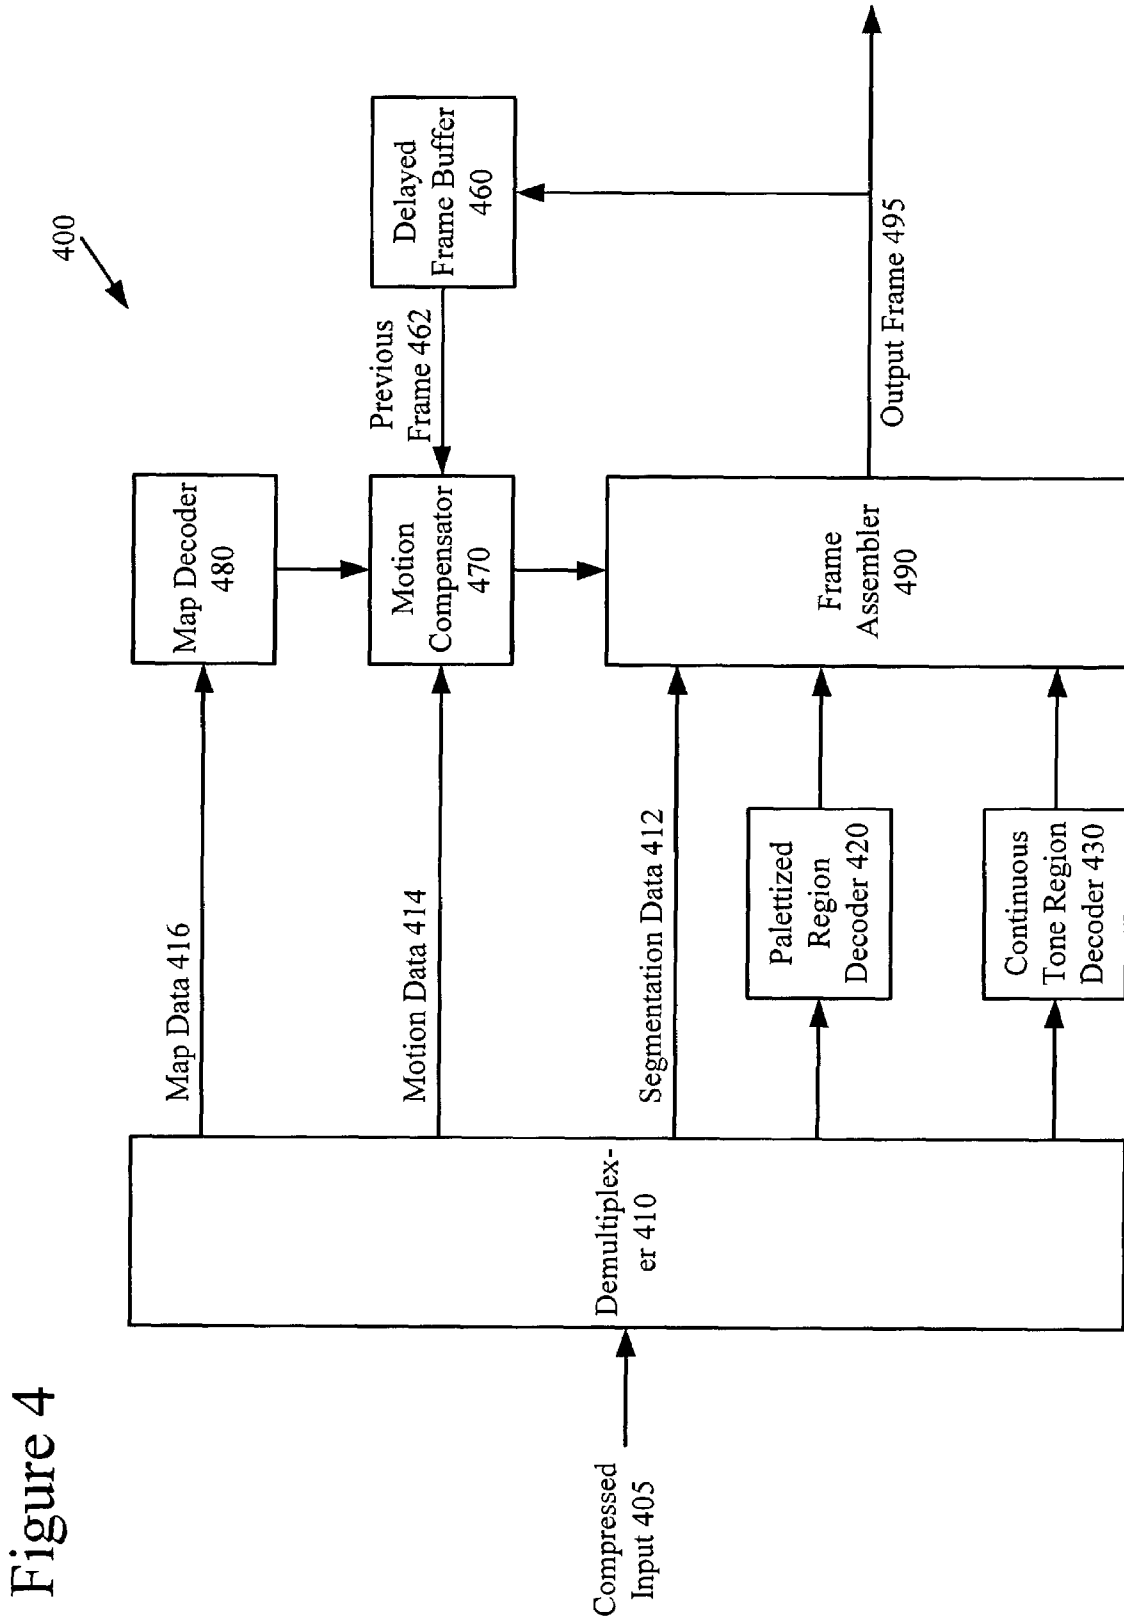 Figure 4
400
Compressed
Input 405
Demultiplex-
er 410
Map Data 416
Motion Data 414
Segmentation Data 412
Palettized
Region
Decoder 420
Continuous
Tone Region
Decoder 430
Map Decoder
480
Motion
Compensator
470
Previous
Frame 462
Delayed
Frame Buffer
460
Frame
Assembler
490
Output Frame 495